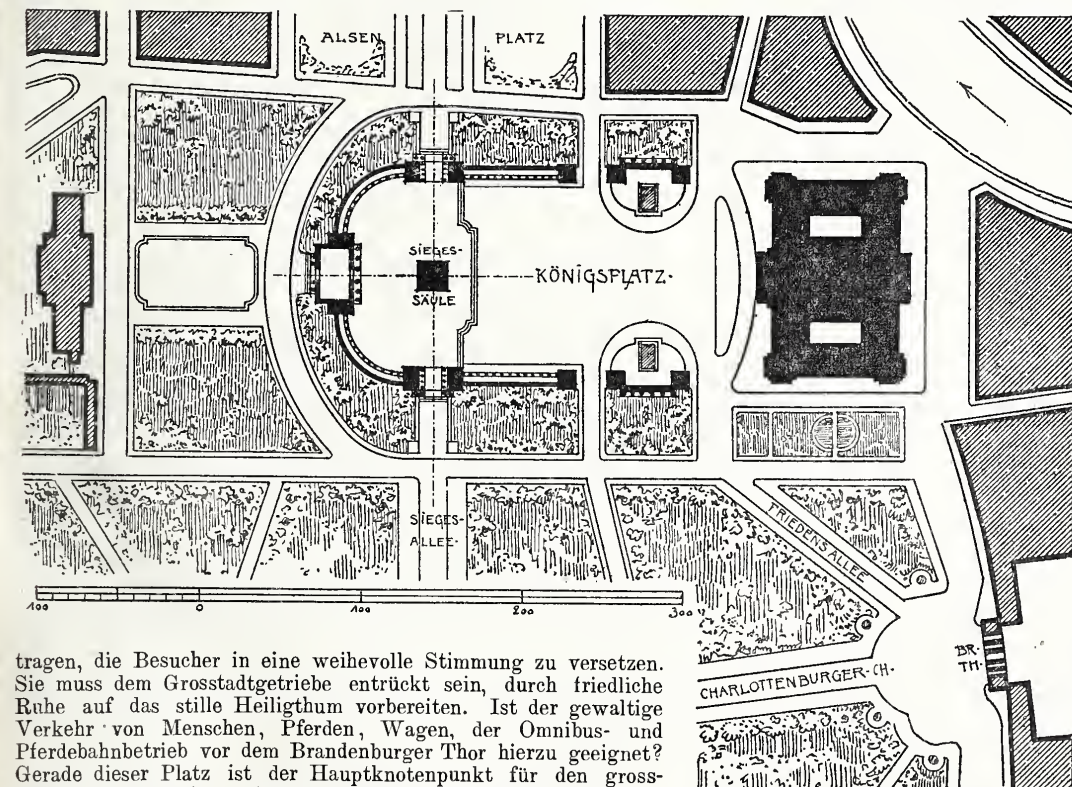 ALSEN PLATZ
SIEGES-
SÄULE
KÖNIGSPLATZ.
SIEGES-
ALLEE.
FRIEDENSALLEE
100 0 100 200 300
BR.
TH.
CHARLOTTENBURGER-CH.
tragen, die Besucher in eine weihevolle Stimmung zu versetzen.
Sie muss dem Grosstadtgetriebe entrückt sein, durch friedliche
Ruhe auf das stille Heiligthum vorbereiten. Ist der gewaltige
Verkehr von Menschen, Pferden, Wagen, der Omnibus- und
Pferdebahnbetrieb vor dem Brandenburger Thor hierzu geeignet?
Gerade dieser Platz ist der Hauptknotenpunkt für den gross-